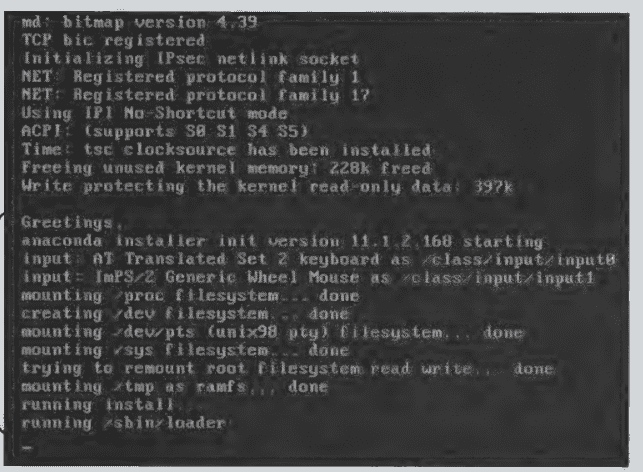 md: bitmap version 4.39
TCP bic registered
Initializing IPsec netlink socket
NET: Registered protocol family 1
NET: Registered protocol family 17
Using IPI No-Shortcut mode
ACPI: (supports S0 S1 S4 S5)
Time: tsc clocksource has been installed
Freeing unused kernel memory: 228k freed
Write protecting the kernel read-only data: 397k
Greetings.
anaconda installer init version 11.1.2.168 starting
input: AT Translated Set 2 keyboard as /class/input/input0
input: ImPS/2 Generic Wheel Mouse as /class/input/input1
mounting /proc filesystem... done
creating /dev filesystem... done
mounting /dev/pts (unix98 pty) filesystem... done
mounting /sys filesystem... done
trying to remount root filesystem read write... done
mounting /tmp as ramfs... done
running install...
running /sbin/loader